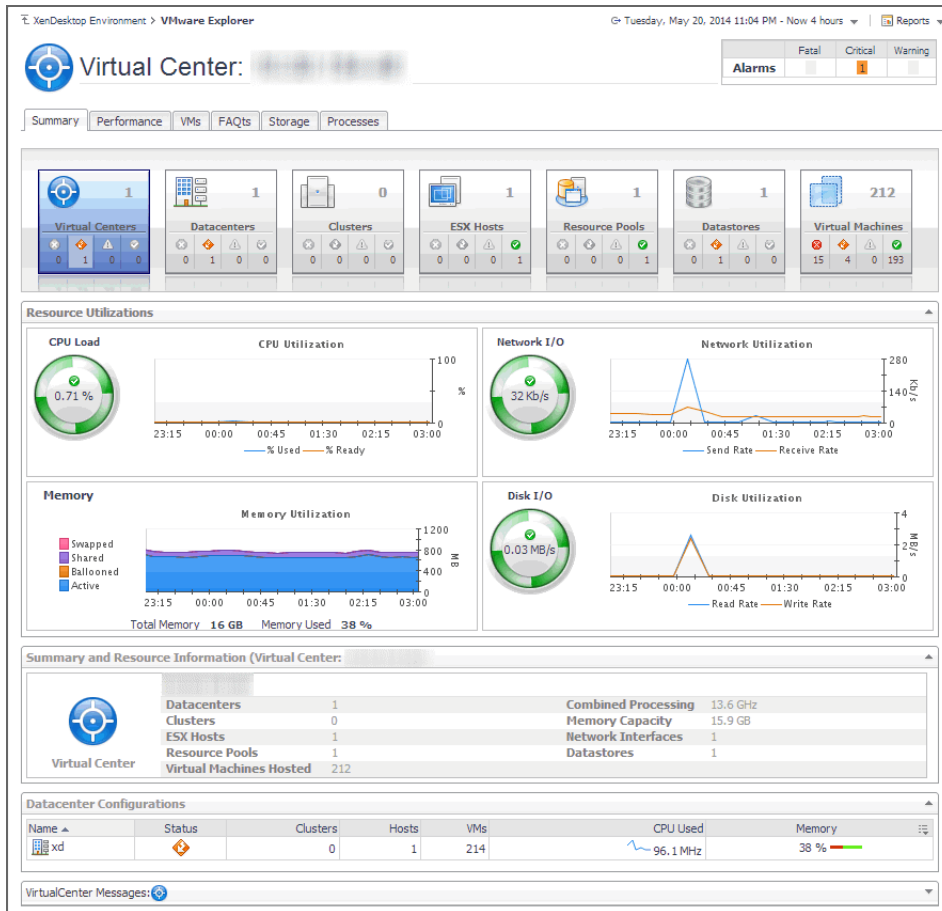 XenDesktop Environment > VMware Explorer
Tuesday, May 20, 2014 11:04 PM - Now 4 hours
Reports
Virtual Center:
Fatal Critical Warning
Alarms 1
Summary Performance VMs FAQts Storage Processes
1 1 0 1 1 1 212
Virtual Centers Datacenters Clusters ESX Hosts Resource Pools Datastores Virtual Machines
0 1 0 0 0 1 0 0 0 0 0 0 0 0 0 1 0 0 0 1 0 1 0 0 15 4 0 193
Resource Utilizations
CPU Load
0.71 %
CPU Utilization
100
%
0
23:15 00:00 00:45 01:30 02:15 03:00
% Used % Ready
Network I/O
32 Kb/s
Network Utilization
280
140
Kb/s
0
23:15 00:00 00:45 01:30 02:15 03:00
Send Rate Receive Rate
Memory
Memory Utilization
Swapped
Shared
Ballooned
Active
1200
800
MB
400
0
23:15 00:00 00:45 01:30 02:15 03:00
Total Memory 16 GB Memory Used 38 %
Disk I/O
0.03 MB/s
Disk Utilization
4
2
MB/s
0
23:15 00:00 00:45 01:30 02:15 03:00
Read Rate Write Rate
Summary and Resource Information (Virtual Center:
Virtual Center
Datacenters 1 Combined Processing 13.6 GHz
Clusters 0 Memory Capacity 15.9 GB
ESX Hosts 1 Network Interfaces 1
Resource Pools 1 Datastores 1
Virtual Machines Hosted 212
Datacenter Configurations
Name Status Clusters Hosts VMs CPU Used Memory
xd 0 1 214 96.1 MHz 38 %
VirtualCenter Messages: